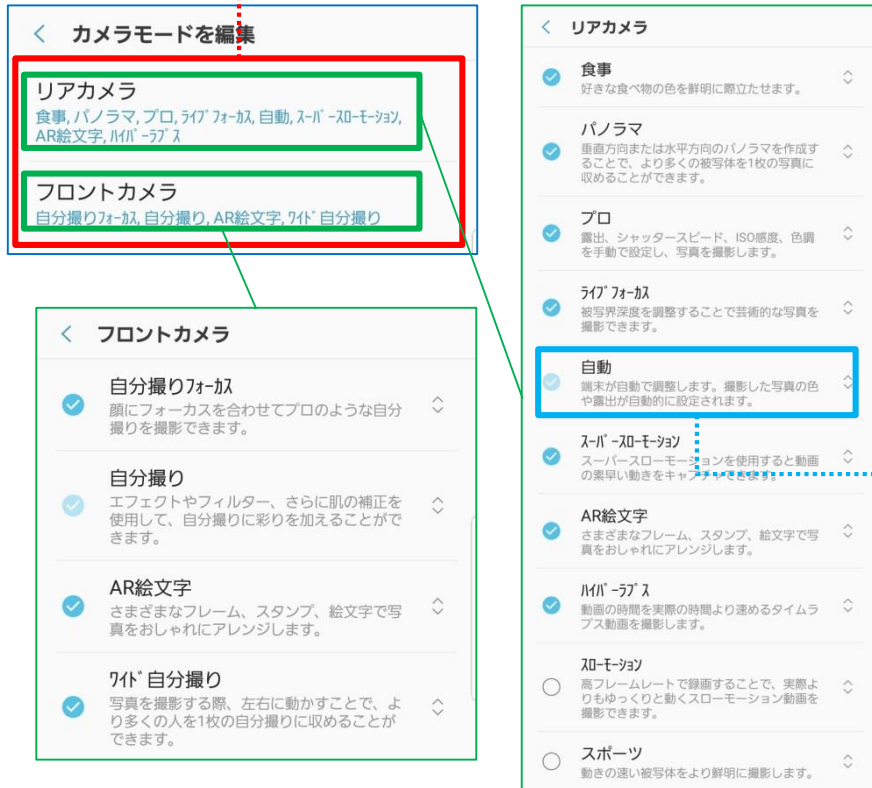 カメラモードを編集
リアカメラ
食事, パノラマ, プロ, ﾗｲﾌﾞﾌｫｰｶｽ, 自動, ｽｰﾊﾟｰｽﾛｰﾓｰｼｮﾝ,
AR絵文字, ﾊｲﾊﾟｰﾗﾌﾟｽ
フロントカメラ
自分撮りﾌｫｰｶｽ, 自分撮り, AR絵文字, ﾜｲﾄﾞ自分撮り
フロントカメラ
自分撮りﾌｫｰｶｽ
顔にフォーカスを合わせてプロのような自分
撮りを撮影できます。
自分撮り
エフェクトやフィルター、さらに肌の補正を
使用して、自分撮りに彩りを加えることがで
きます。
AR絵文字
さまざまなフレーム、スタンプ、絵文字で写
真をおしゃれにアレンジします。
ﾜｲﾄﾞ自分撮り
写真を撮影する際、左右に動かすことで、よ
り多くの人を1枚の自分撮りに収めることが
できます。
リアカメラ
食事
好きな食べ物の色を鮮明に際立たせます。
パノラマ
垂直方向または水平方向のパノラマを作成す
ることで、より多くの被写体を1枚の写真に
収めることができます。
プロ
露出、シャッタースピード、ISO感度、色調
を手動で設定し、写真を撮影します。
ﾗｲﾌﾞﾌｫｰｶｽ
被写界深度を調整することで芸術的な写真を
撮影できます。
自動
端末が自動で調整します。撮影した写真の色
や露出が自動的に設定されます。
ｽｰﾊﾟｰｽﾛｰﾓｰｼｮﾝ
スーパースローモーションを使用すると動画
の素早い動きをキャプチャできます。
AR絵文字
さまざまなフレーム、スタンプ、絵文字で写
真をおしゃれにアレンジします。
ﾊｲﾊﾟｰﾗﾌﾟｽ
動画の時間を実際の時間より速めるタイムラ
プス動画を撮影します。
ｽﾛｰﾓｰｼｮﾝ
高フレームレートで録画することで、実際よ
りもゆっくりと動くスローモーション動画を
撮影できます。
スポーツ
動きの速い被写体をより鮮明に撮影します。